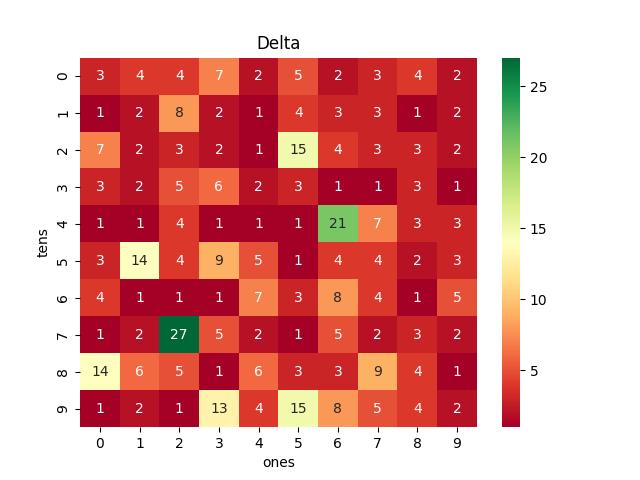 Delta
0 3 4 4 7 2 5 2 3 4 2
1 1 2 8 2 1 4 3 3 1 2
2 7 2 3 2 1 15 4 3 3 2
3 3 2 5 6 2 3 1 1 3 1
4 1 1 4 1 1 1 21 7 3 3
5 3 14 4 9 5 1 4 4 2 3
6 4 1 1 1 7 3 8 4 1 5
7 1 2 27 5 2 1 5 2 3 2
8 14 6 5 1 6 3 3 9 4 1
9 1 2 1 13 4 15 8 5 4 2
0 1 2 3 4 5 6 7 8 9
ones
tens
25
20
15
10
5